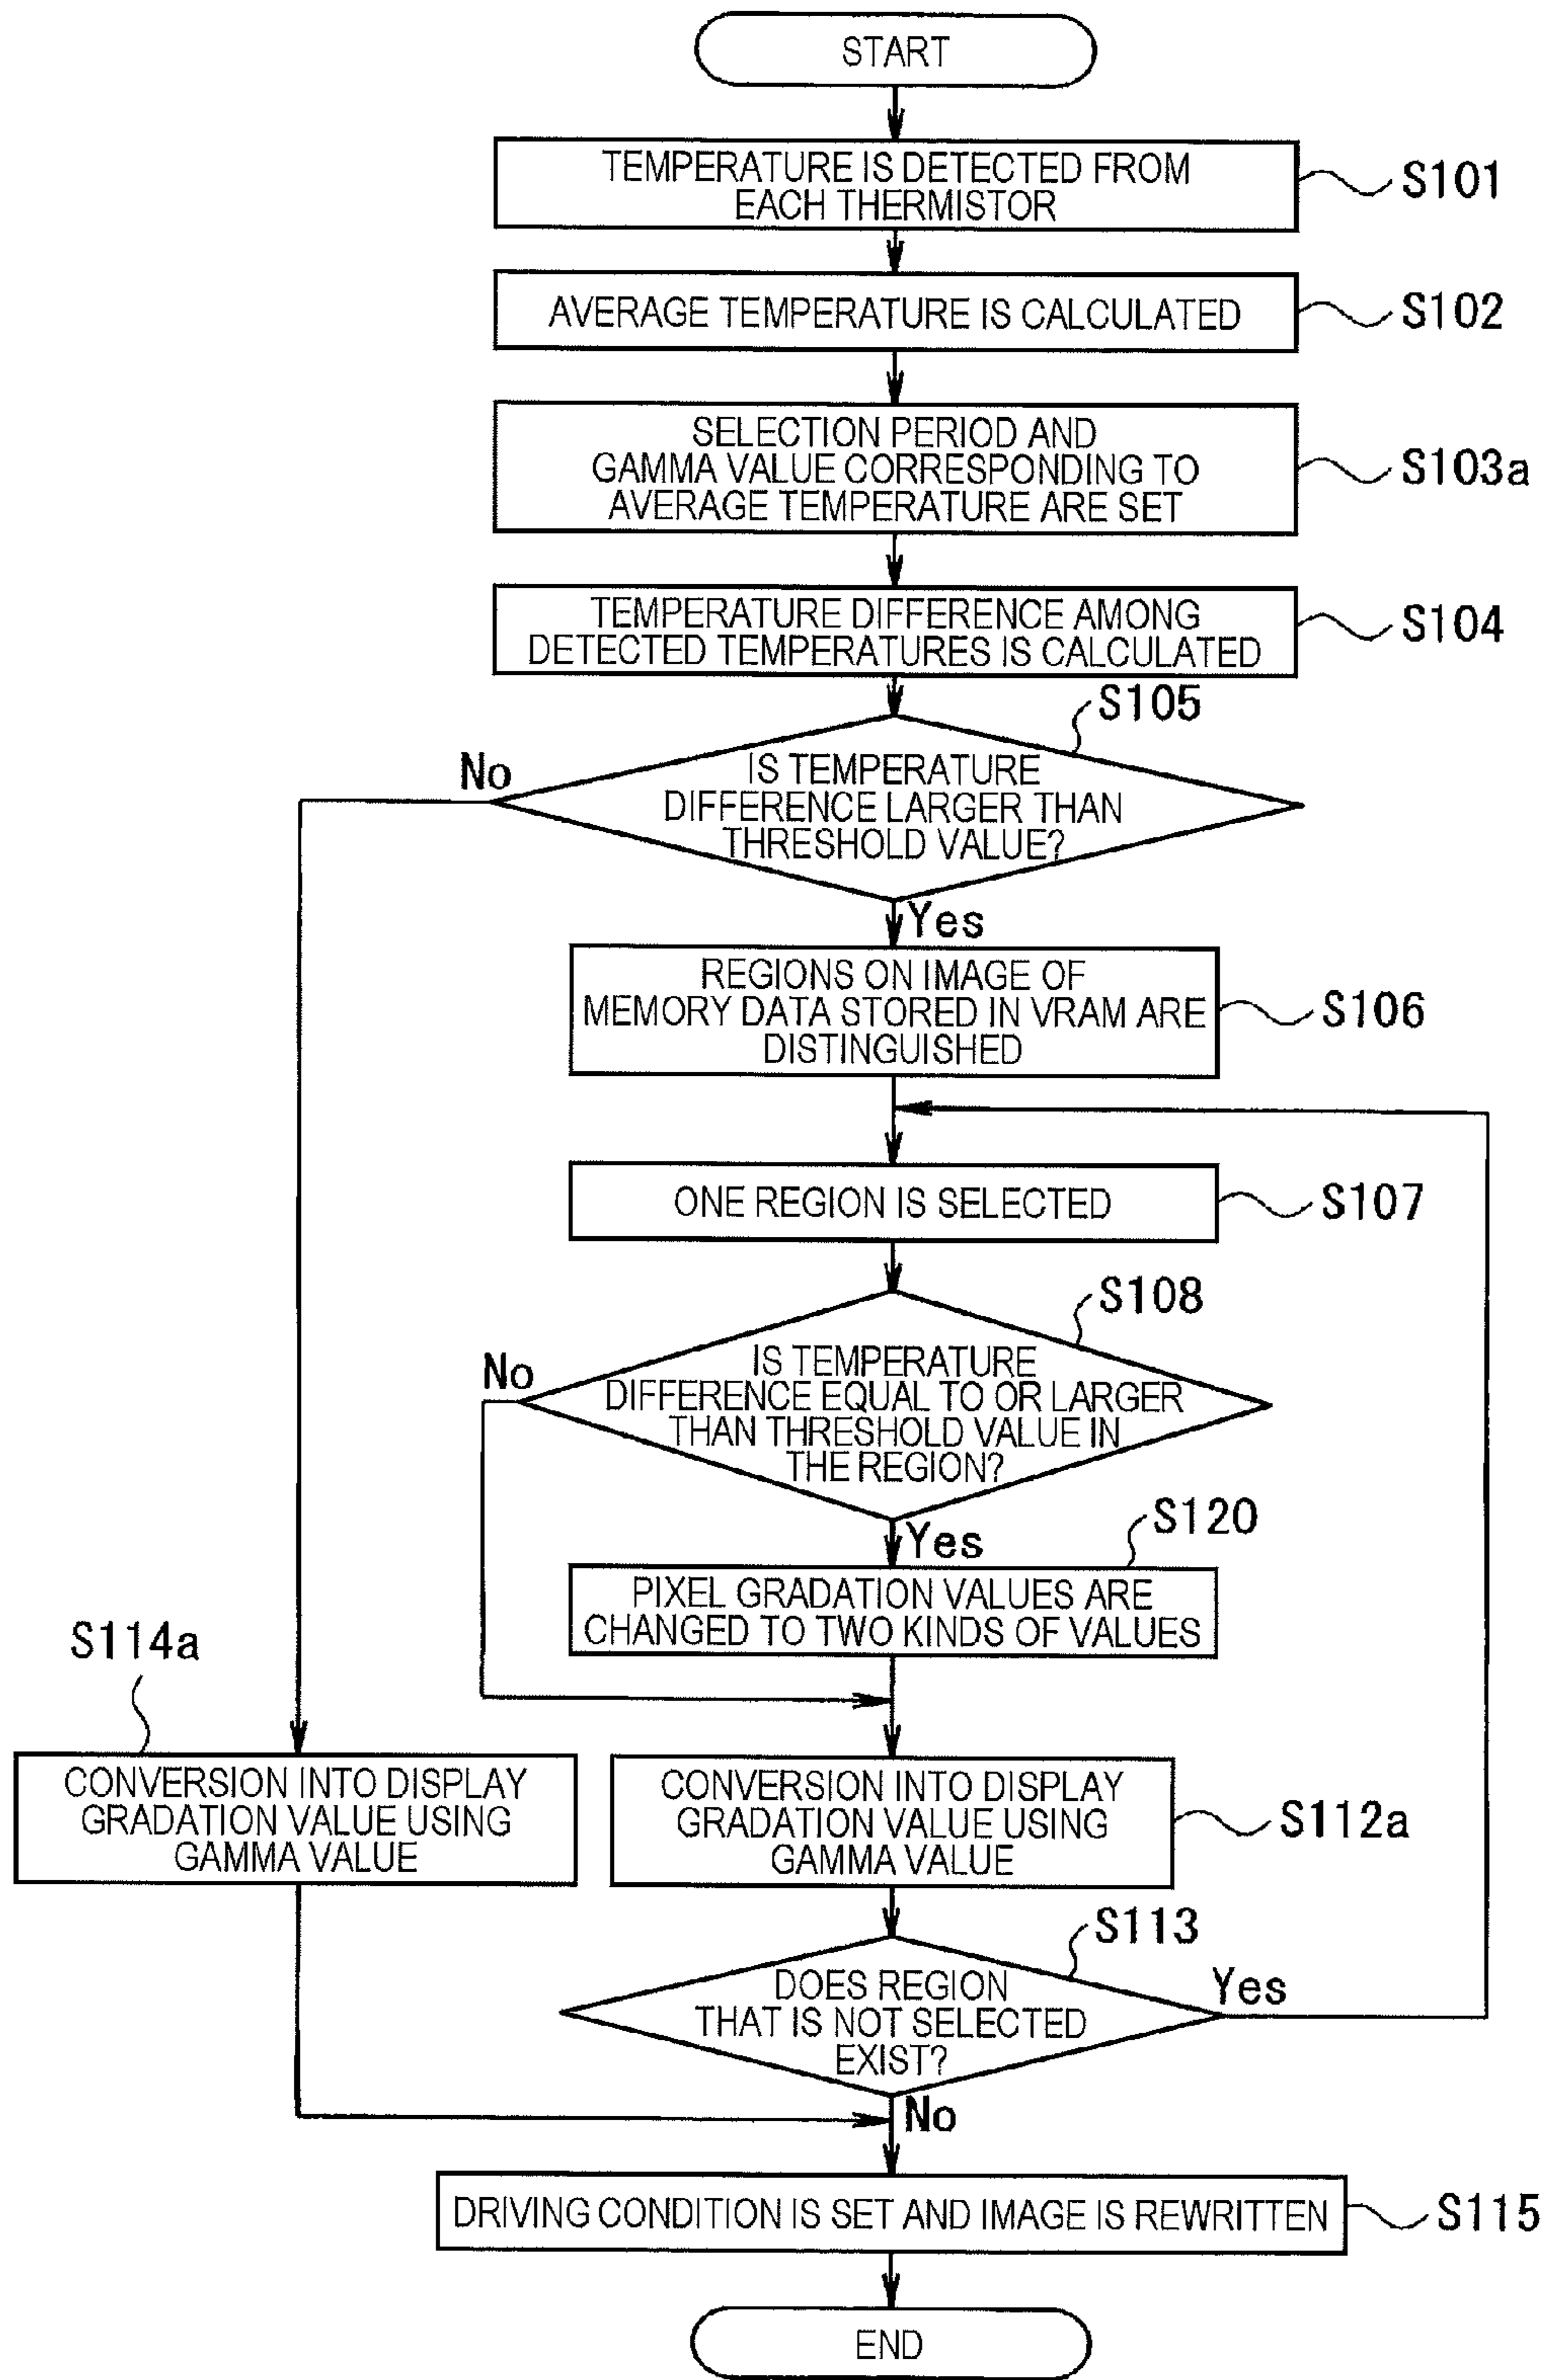 START
TEMPERATURE IS DETECTED FROM
EACH THERMISTOR
S101
AVERAGE TEMPERATURE IS CALCULATED
S102
SELECTION PERIOD AND
GAMMA VALUE CORRESPONDING TO
AVERAGE TEMPERATURE ARE SET
S103a
TEMPERATURE DIFFERENCE AMONG
DETECTED TEMPERATURES IS CALCULATED
S104
S105
No
IS TEMPERATURE
DIFFERENCE LARGER THAN
THRESHOLD VALUE?
Yes
REGIONS ON IMAGE OF
MEMORY DATA STORED IN VRAM ARE
DISTINGUISHED
S106
ONE REGION IS SELECTED
S107
S108
No
IS TEMPERATURE
DIFFERENCE EQUAL TO OR LARGER
THAN THRESHOLD VALUE IN
THE REGION?
Yes
S120
PIXEL GRADATION VALUES ARE
CHANGED TO TWO KINDS OF VALUES
S114a
CONVERSION INTO DISPLAY
GRADATION VALUE USING
GAMMA VALUE
CONVERSION INTO DISPLAY
GRADATION VALUE USING
GAMMA VALUE
S112a
S113
DOES REGION
THAT IS NOT SELECTED
EXIST?
Yes
No
DRIVING CONDITION IS SET AND IMAGE IS REWRITTEN
S115
END